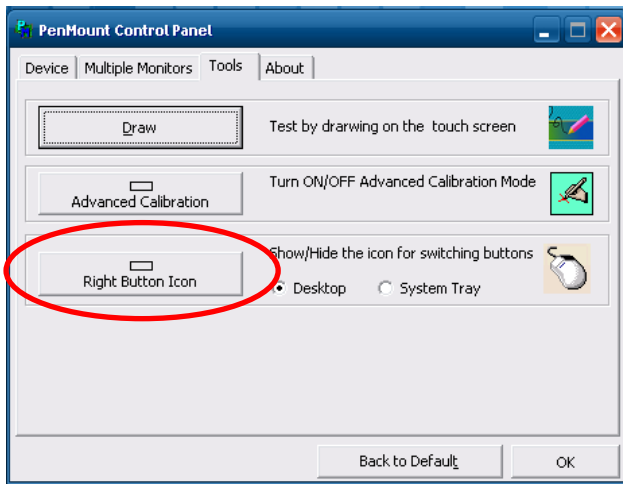 PenMount Control Panel
Device Multiple Monitors Tools About
Draw Test by drarwing on the touch screen
Turn ON/OFF Advanced Calibration Mode
Advanced Calibration
Show/Hide the icon for switching buttons
Right Button Icon
Desktop System Tray
Back to Default OK